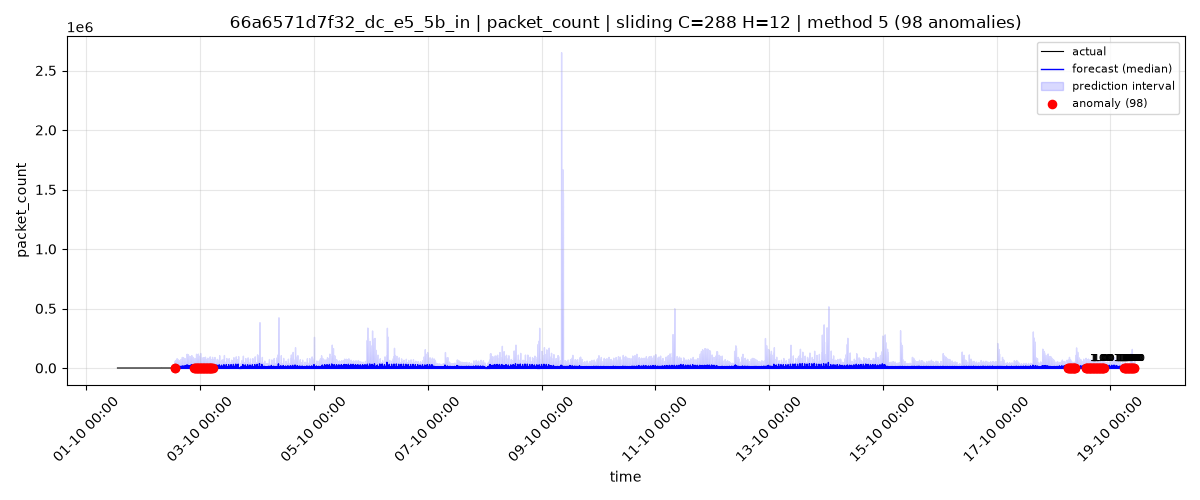 66a6571d7f32_dc_e5_5b_in | packet_count | sliding C=288 H=12 | method 5 (98 anomalies)
1e6
actual
forecast (median)
prediction interval
anomaly (98)
2.5
2.0
1.5
1.0
0.5
0.0
packet_count
01-10 00:00
03-10 00:00
05-10 00:00
07-10 00:00
09-10 00:00
11-10 00:00
13-10 00:00
15-10 00:00
17-10 00:00
19-10 00:00
time